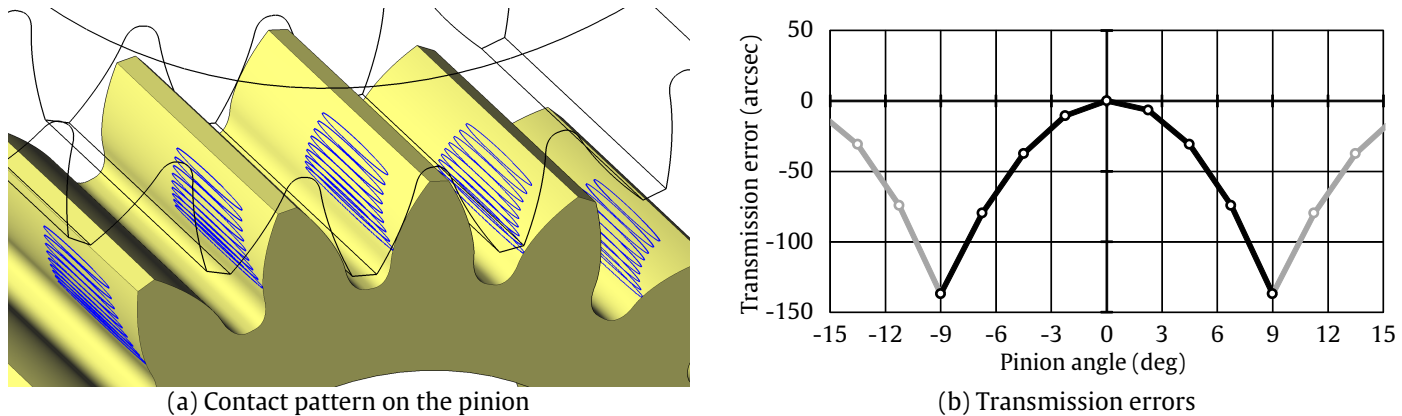 50
0
-50
-100
-150
Transmission error (arcsec)
-15 -12 -9 -6 -3 0 3 6 9 12 15
Pinion angle (deg)
(a) Contact pattern on the pinion
(b) Transmission errors